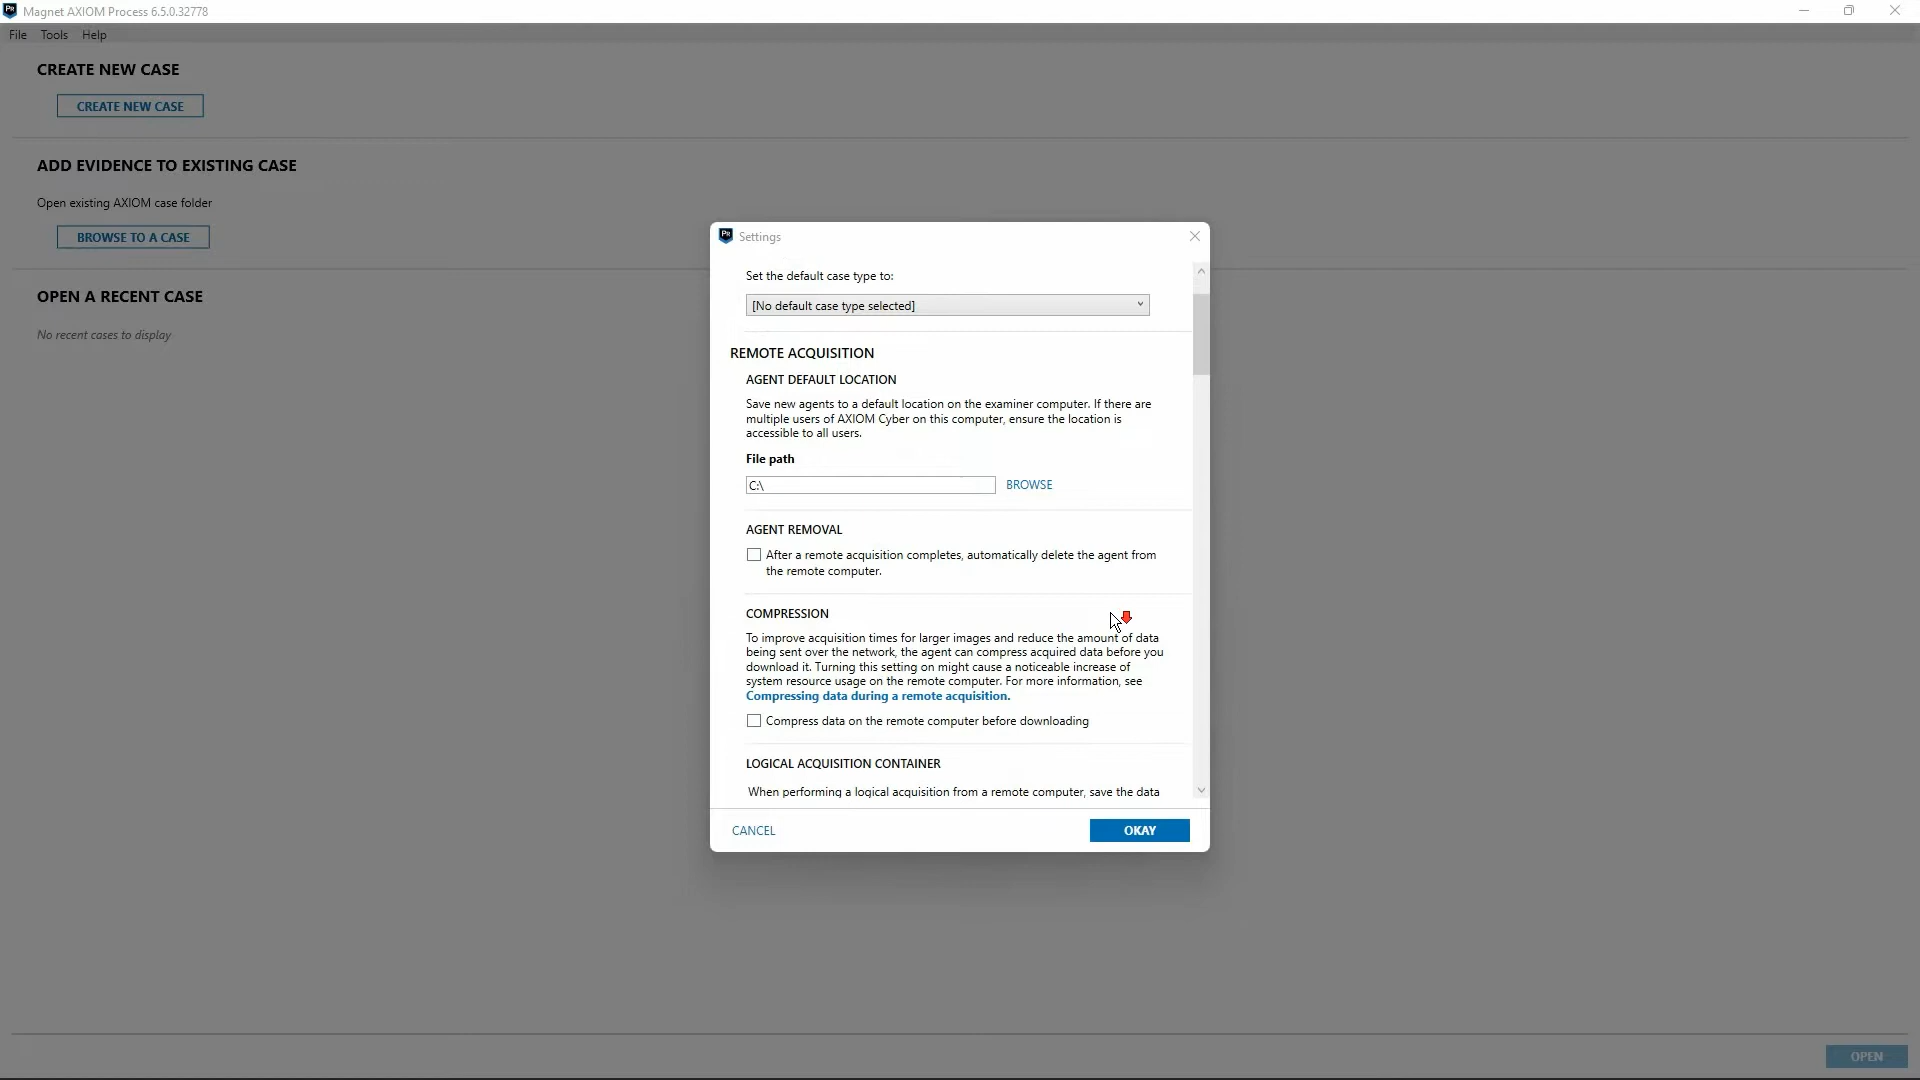 Magnet AXIOM Process 6.5.0.32778
File Tools Help
CREATE NEW CASE
CREATE NEW CASE
ADD EVIDENCE TO EXISTING CASE
Open existing AXIOM case folder
BROWSE TO A CASE
OPEN A RECENT CASE
No recent cases to display
PR Settings
Set the default case type to:
[No default case type selected]
REMOTE ACQUISITION
AGENT DEFAULT LOCATION
Save new agents to a default location on the examiner computer. If there are
multiple users of AXIOM Cyber on this computer, ensure the location is
accessible to all users.
File path
C:\ BROWSE
AGENT REMOVAL
After a remote acquisition completes, automatically delete the agent from
the remote computer.
COMPRESSION
To improve acquisition times for larger images and reduce the amount of data
being sent over the network, the agent can compress acquired data before you
download it. Turning this setting on might cause a noticeable increase of
system resource usage on the remote computer. For more information, see
Compressing data during a remote acquisition.
Compress data on the remote computer before downloading
LOGICAL ACQUISITION CONTAINER
When performing a logical acquisition from a remote computer, save the data
CANCEL OKAY
OPEN